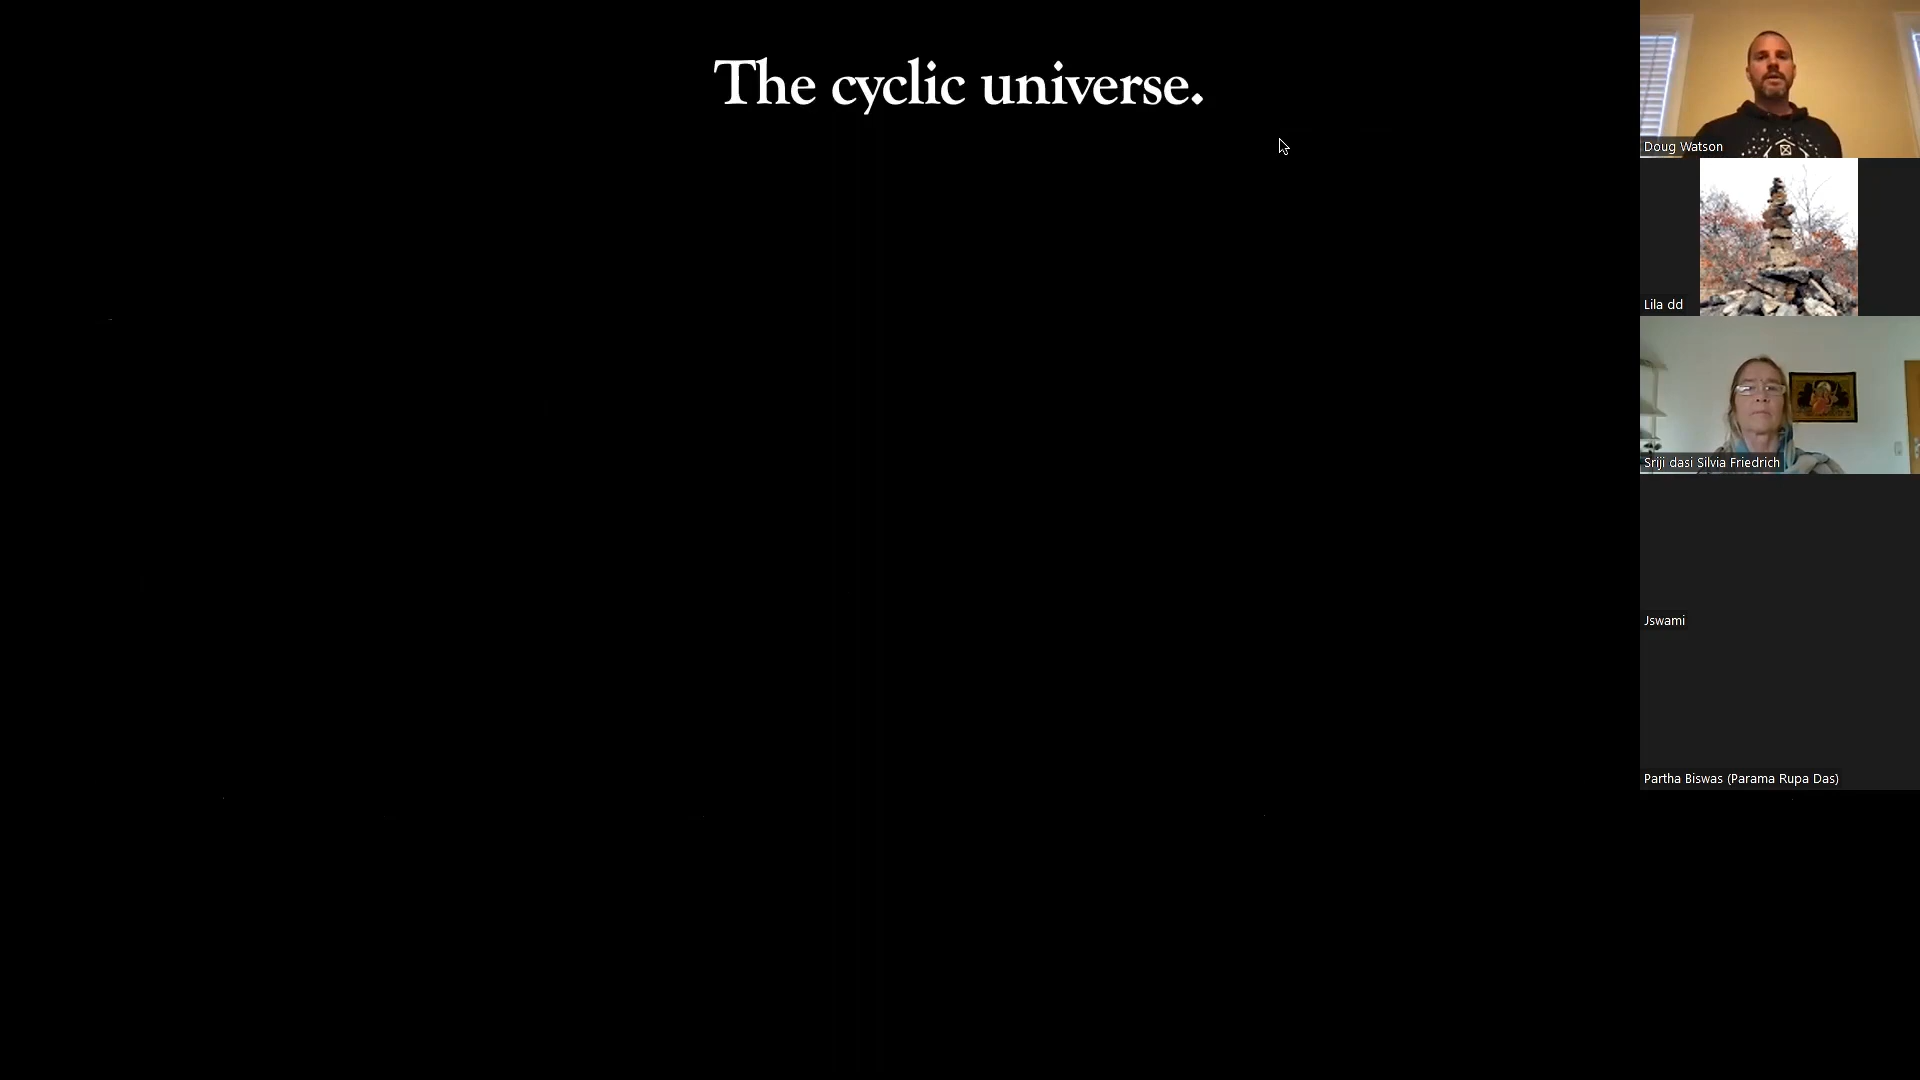 The cyclic universe.
Doug Watson
Lila dd
Sriji dasi Silvia Friedrich
Jswami
Partha Biswas (Parama Rupa Das)